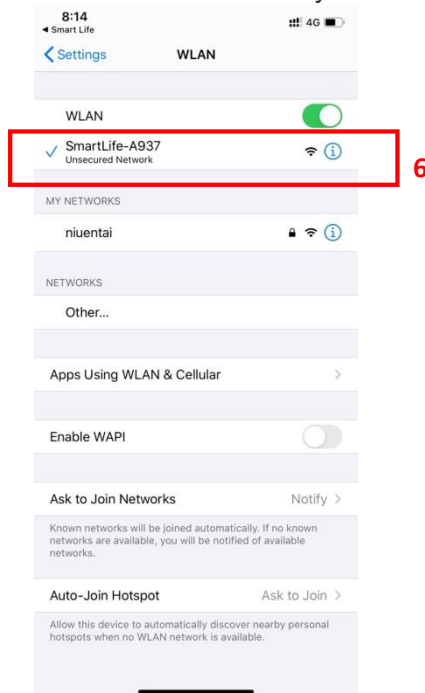 8:14
4G
◀ Smart Life
Settings
WLAN
WLAN
SmartLife-A937
Unsecured Network
6
MY NETWORKS
niuentai
NETWORKS
Other...
Apps Using WLAN & Cellular
Enable WAPI
Ask to Join Networks
Notify
Known networks will be joined automatically. If no known
networks are available, you will be notified of available
networks.
Auto-Join Hotspot
Ask to Join
Allow this device to automatically discover nearby personal
hotspots when no WLAN network is available.